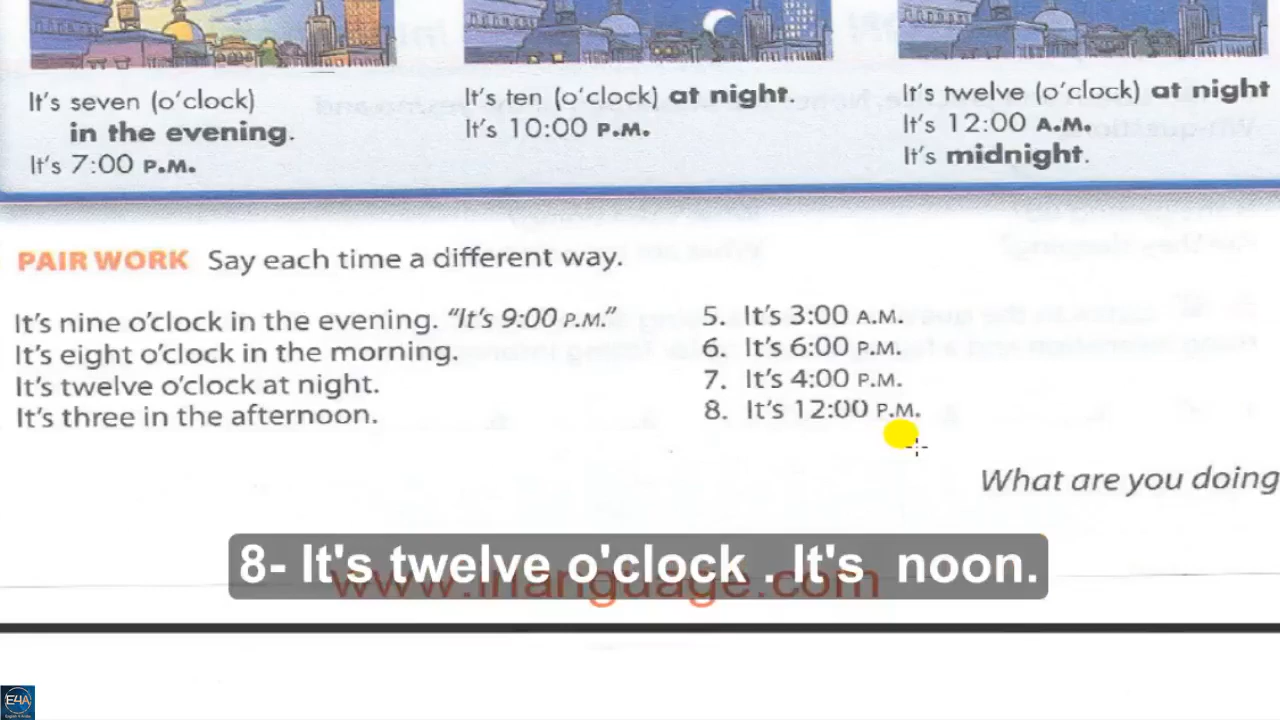 It's seven (o'clock)
in the evening.
It's 7:00 P.M.
It's ten (o'clock) at night.
It's 10:00 P.M.
It's twelve (o'clock) at night
It's 12:00 A.M.
It's midnight.
PAIR WORK Say each time a different way.
It's nine o'clock in the evening. "It's 9:00 P.M."
It's eight o'clock in the morning.
It's twelve o'clock at night.
It's three in the afternoon.
5. It's 3:00 A.M.
6. It's 6:00 P.M.
7. It's 4:00 P.M.
8. It's 12:00 P.M.
What are you doing
8- It's twelve o'clock . It's noon.
www.irlanguage.com
E4A